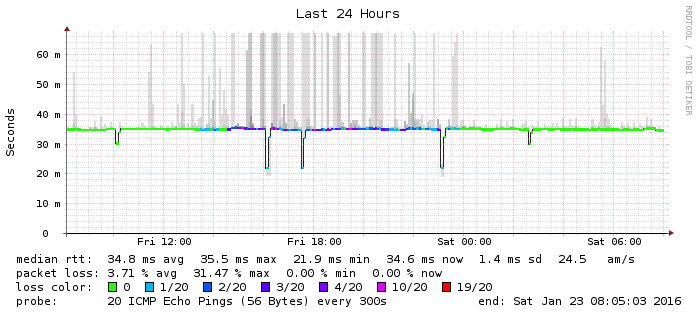 Last 24 Hours
RRDTOOL / TOBI OETIKER
Seconds
60 m
50 m
40 m
30 m
20 m
10 m
0
Fri 12:00 Fri 18:00 Sat 00:00 Sat 06:00
median rtt: 34.8 ms avg 35.5 ms max 21.9 ms min 34.6 ms now 1.4 ms sd 24.5 am/s
packet loss: 3.71 % avg 31.47 % max 0.00 % min 0.00 % now
loss color: 0 1/20 2/20 3/20 4/20 10/20 19/20
probe: 20 ICMP Echo Pings (56 Bytes) every 300s end: Sat Jan 23 08:05:03 2016